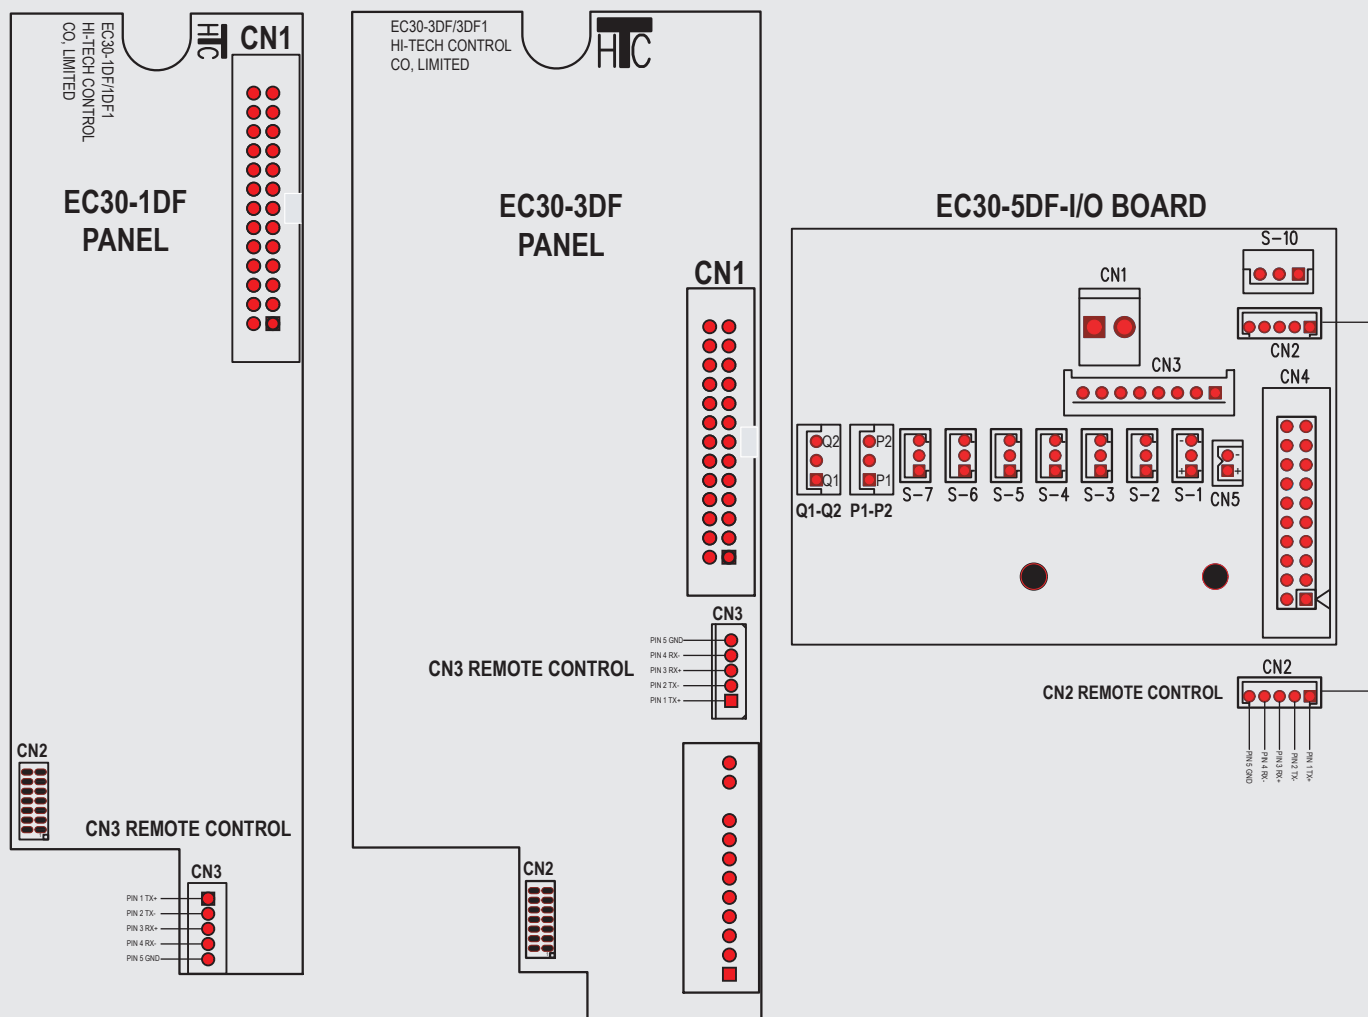 EC30-1DF/1DF1
HI-TECH CONTROL
CO, LIMITED
HTC
CN1
EC30-1DF
PANEL
CN2
CN3 REMOTE CONTROL
CN3
PIN 1 TX+
PIN 2 TX-
PIN 3 RX+
PIN 4 RX-
PIN 5 GND
EC30-3DF/3DF1
HI-TECH CONTROL
CO, LIMITED
HTC
EC30-3DF
PANEL
CN1
CN3
PIN 5 GND
PIN 4 RX-
PIN 3 RX+
PIN 2 TX-
PIN 1 TX+
CN3 REMOTE CONTROL
CN2
EC30-5DF-I/O BOARD
S-10
CN1
CN2
CN3
CN4
Q2
Q1
Q1-Q2
P2
P1
P1-P2
S-7
S-6
S-5
S-4
S-3
S-2
-
+
S-1
-
+
CN5
CN2
CN2 REMOTE CONTROL
PIN 5 GND
PIN 4 RX-
PIN 3 RX+
PIN 2 TX-
PIN 1 TX+